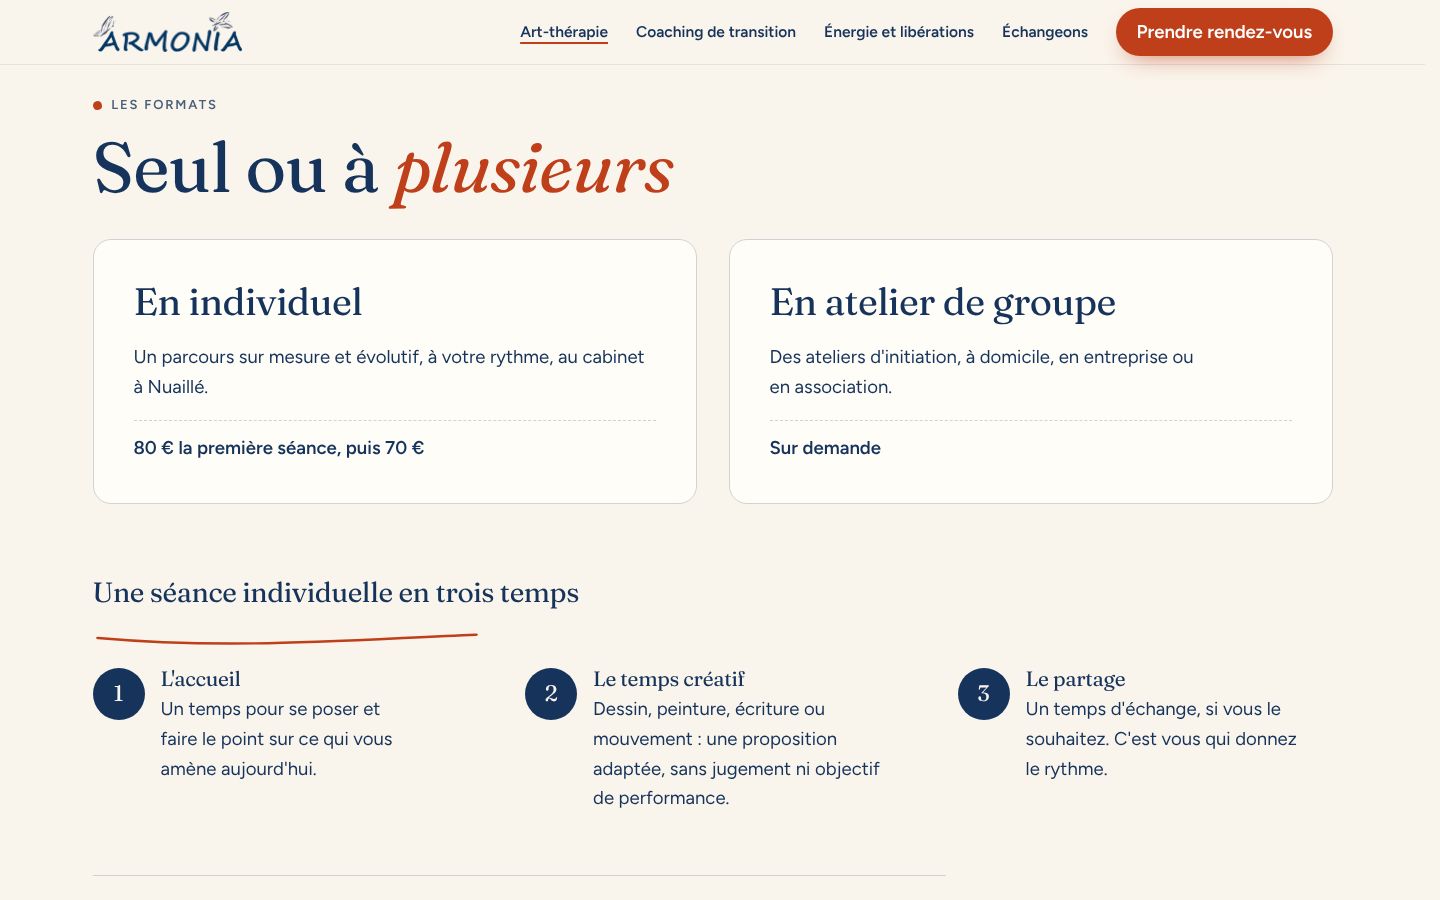 ARMONIA
Art-thérapie
Coaching de transition
Énergie et libérations
Échangeons
Prendre rendez-vous
LES FORMATS
Seul ou à plusieurs
En individuel
Un parcours sur mesure et évolutif, à votre rythme, au cabinet
à Nuaillé.
80 € la première séance, puis 70 €
En atelier de groupe
Des ateliers d'initiation, à domicile, en entreprise ou
en association.
Sur demande
Une séance individuelle en trois temps
1
L'accueil
Un temps pour se poser et
faire le point sur ce qui vous
amène aujourd'hui.
2
Le temps créatif
Dessin, peinture, écriture ou
mouvement : une proposition
adaptée, sans jugement ni objectif
de performance.
3
Le partage
Un temps d'échange, si vous le
souhaitez. C'est vous qui donnez
le rythme.